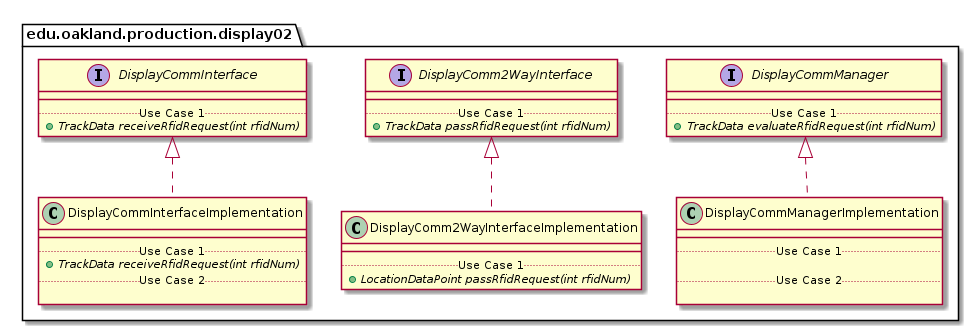 edu.oakland.production.display02
I DisplayCommInterface
Use Case 1
TrackData receiveRfidRequest(int rfidNum)
I DisplayComm2WayInterface
Use Case 1
TrackData passRfidRequest(int rfidNum)
I DisplayCommManager
Use Case 1
TrackData evaluateRfidRequest(int rfidNum)
C DisplayCommInterfaceImplementation
Use Case 1
TrackData receiveRfidRequest(int rfidNum)
Use Case 2
C DisplayComm2WayInterfaceImplementation
Use Case 1
LocationDataPoint passRfidRequest(int rfidNum)
C DisplayCommManagerImplementation
Use Case 1
Use Case 2